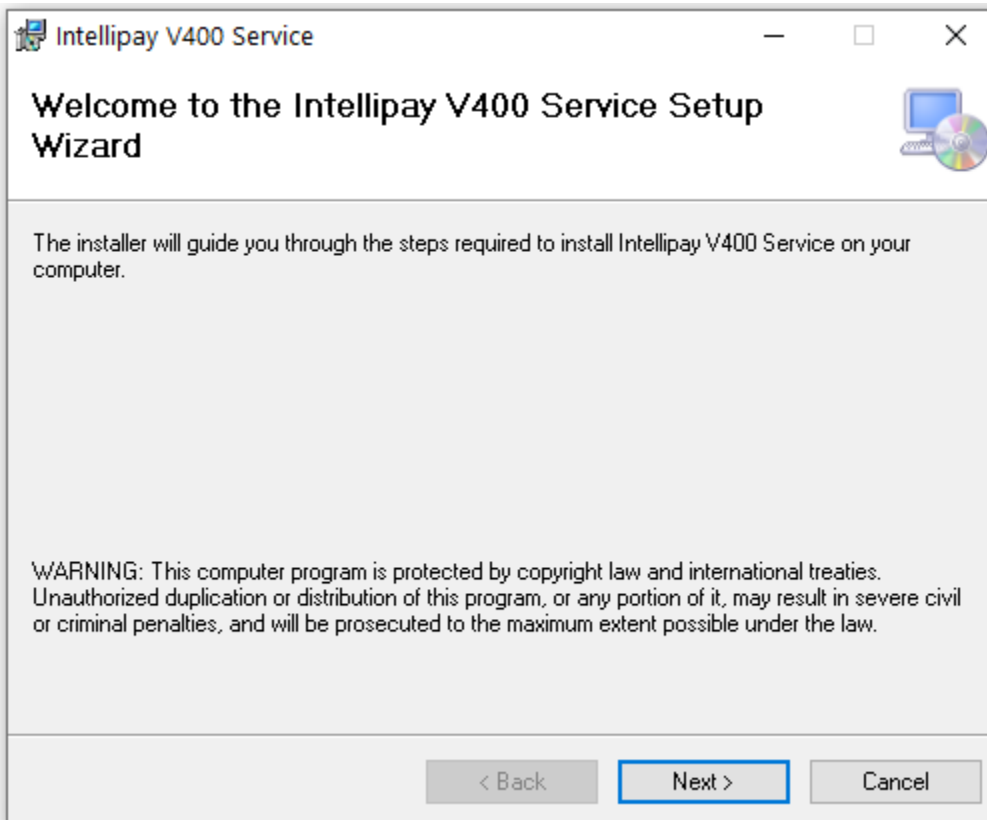 Intellipay V400 Service
Welcome to the Intellipay V400 Service Setup
Wizard
The installer will guide you through the steps required to install Intellipay V400 Service on your
computer.
WARNING: This computer program is protected by copyright law and international treaties.
Unauthorized duplication or distribution of this program, or any portion of it, may result in severe civil
or criminal penalties, and will be prosecuted to the maximum extent possible under the law.
< Back Next > Cancel